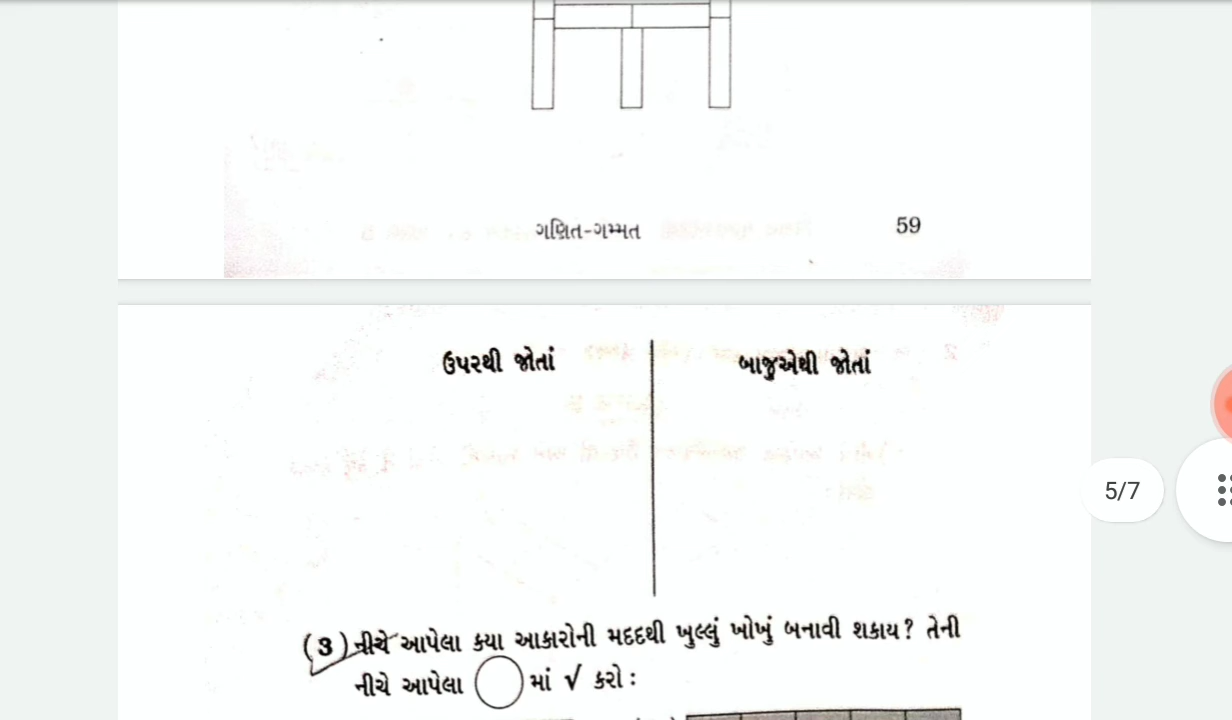 ગણિત-ગમ્મત 59
ઉપરથી જોતાં બાજુએથી જોતાં
5/7
(3) નીચે આપેલા કયા આકારોની મદદથી ખુલ્લું ખોખું બનાવી શકાય? તેની
નીચે આપેલા માં √ કરો :